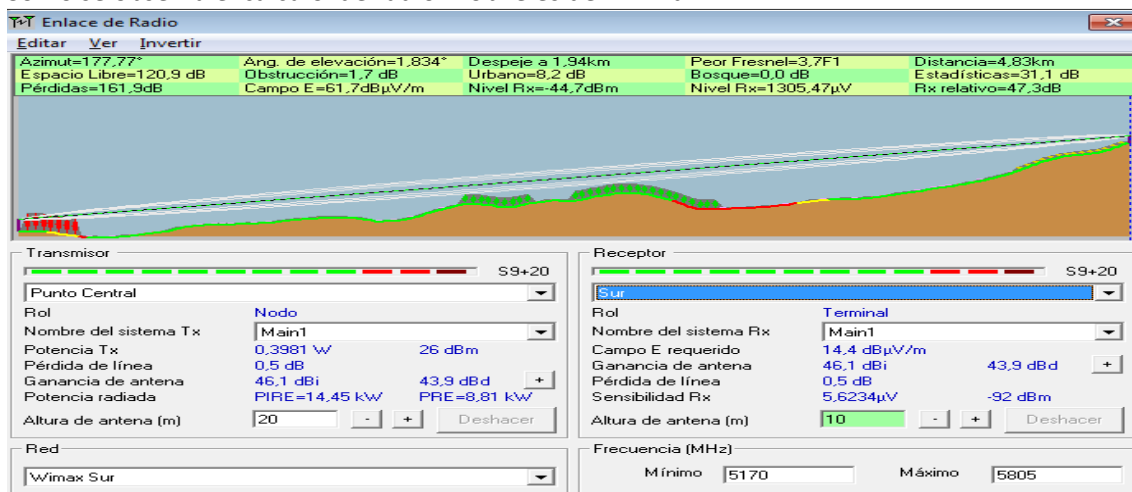 Enlace de Radio
Editar Ver Invertir
Azimut=177,77° Ang. de elevación=1,834° Despeje a 1,94km Peor Fresnel=3,7F1 Distancia=4,83km
Espacio Libre=120,9 dB Obstrucción=1,7 dB Urbano=8,2 dB Bosque=0,0 dB Estadísticas=31,1 dB
Pérdidas=161,9dB Campo E=61,7dBµV/m Nivel Rx=-44,7dBm Nivel Rx=1305,47µV Rx relativo=47,3dB
Transmisor
S9+20
Punto Central
Rol Nodo
Nombre del sistema Tx Main1
Potencia Tx 0,3981 W 26 dBm
Pérdida de línea 0,5 dB
Ganancia de antena 46,1 dBi 43,9 dBd +
Potencia radiada PIRE=14,45 kW PRE=8,81 kW
Altura de antena (m) 20 - + Deshacer
Red
Wimax Sur
Receptor
S9+20
Sur
Rol Terminal
Nombre del sistema Rx Main1
Campo E requerido 14,4 dBµV/m
Ganancia de antena 46,1 dBi 43,9 dBd +
Pérdida de línea 0,5 dB
Sensibilidad Rx 5,6234µV -92 dBm
Altura de antena (m) 10 - + Deshacer
Frecuencia (MHz)
Mínimo 5170 Máximo 5805